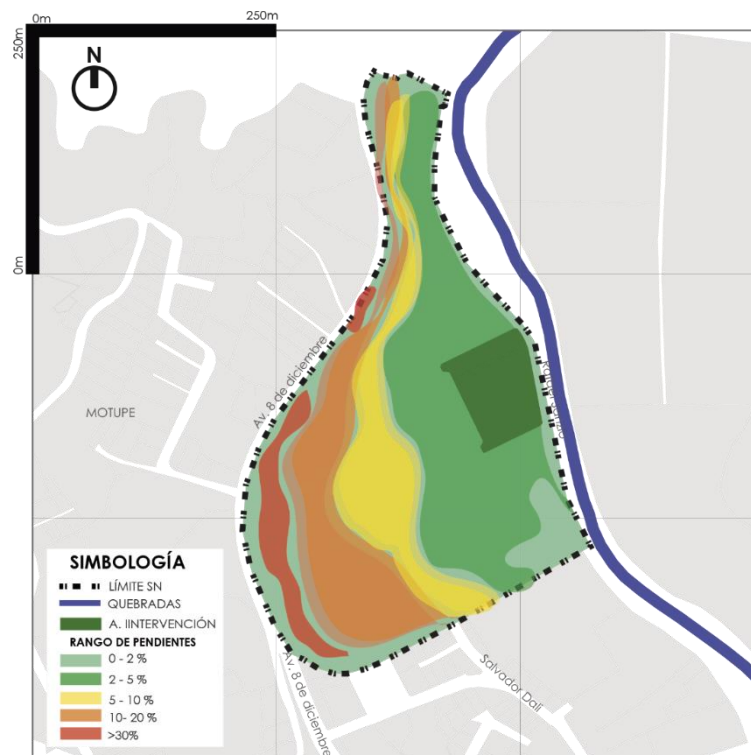 0m
250m
250m
N
0m
Av. 8 de diciembre
MOTUPE
SIMBOLOGÍA
LÍMITE SN
QUEBRADAS
A. IINTERVENCIÓN
RANGO DE PENDIENTES
0 - 2 %
2 - 5 %
5 - 10 %
10- 20 %
>30%
Av. 8 de diciembre
Salvador Dalí